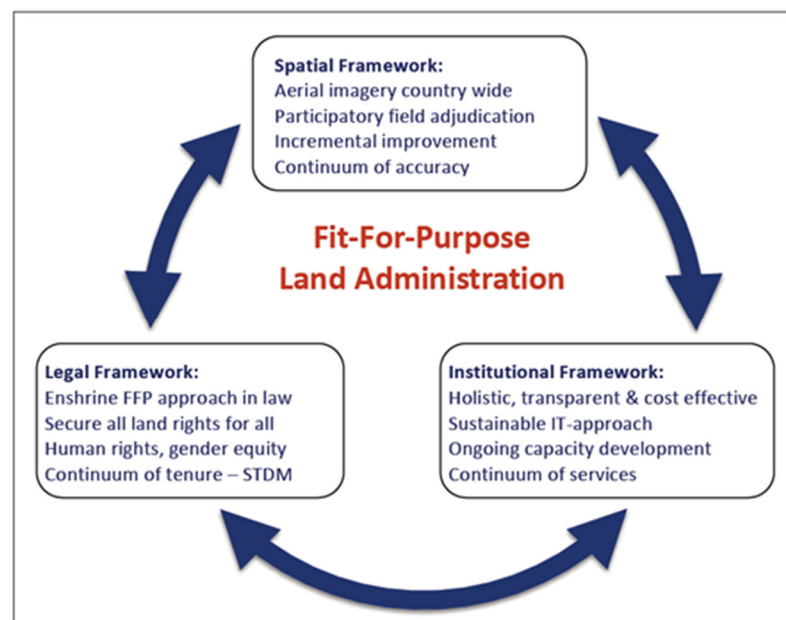 Spatial Framework:
Aerial imagery country wide
Participatory field adjudication
Incremental improvement
Continuum of accuracy
Fit-For-Purpose
Land Administration
Legal Framework:
Enshrine FFP approach in law
Secure all land rights for all
Human rights, gender equity
Continuum of tenure – STDM
Institutional Framework:
Holistic, transparent & cost effective
Sustainable IT-approach
Ongoing capacity development
Continuum of services